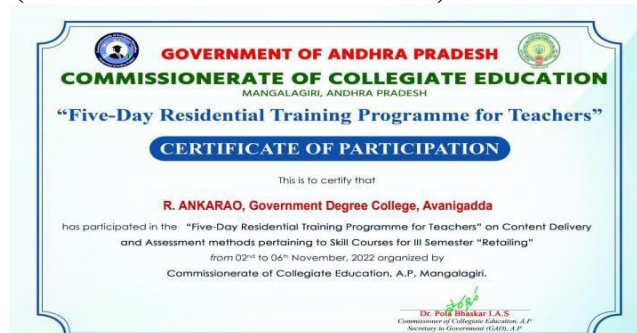 GOVERNMENT OF ANDHRA PRADESH
COMMISSIONERATE OF COLLEGIATE EDUCATION
MANGALAGIRI, ANDHRA PRADESH
“Five-Day Residential Training Programme for Teachers”
CERTIFICATE OF PARTICIPATION
This is to certify that
R. ANKARAO, Government Degree College, Avanigadda
has participated in the “Five-Day Residential Training Programme for Teachers” on Content Delivery
and Assessment methods pertaining to Skill Courses for III Semester “Retailing”
from 02nd to 06th November, 2022 organized by
Commissionerate of Collegiate Education, A.P, Mangalagiri.
Dr. Pola Bhaskar I.A.S
Commissioner of Collegiate Education, A.P
Secretary to Government (GAD), A.P